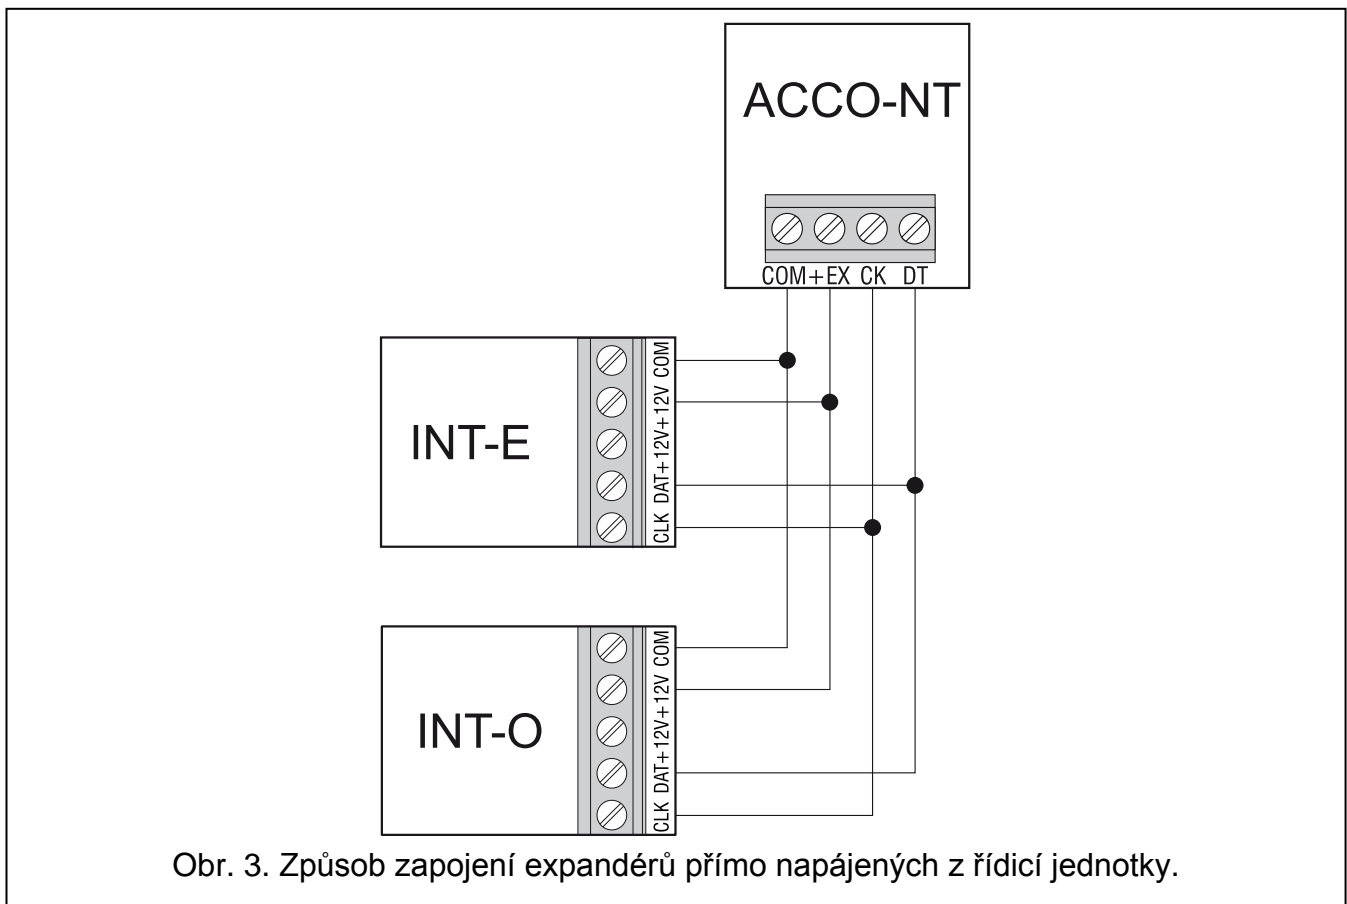 ACCO-NT
COM +EX CK DT
INT-E
CLK DAT +12V +12V COM
INT-O
CLK DAT +12V +12V COM
Obr. 3. Způsob zapojení expandérů přímo napájených z řídicí jednotky.